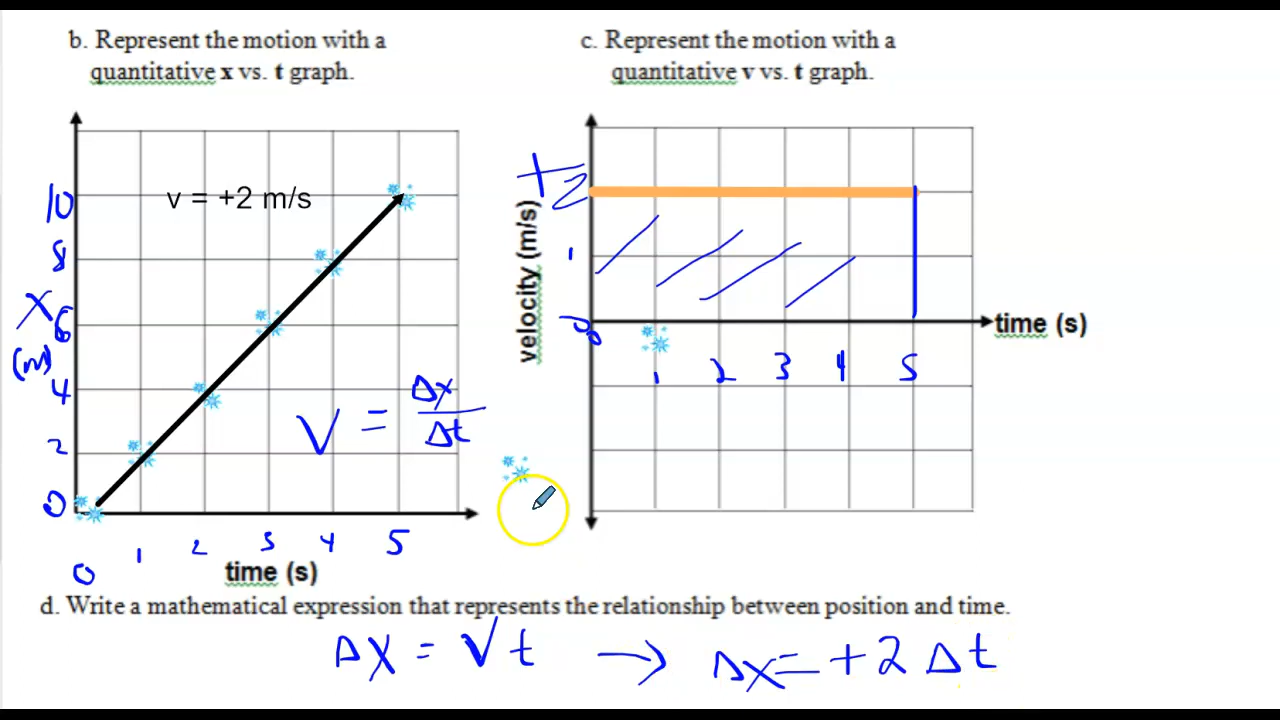 b. Represent the motion with a
quantitative x vs. t graph.
c. Represent the motion with a
quantitative v vs. t graph.
v = +2 m/s
10
8
x
6
(m)
4
2
0
V = Δx/Δt
0 1 2 3 4 5
time (s)
+2
1
0
velocity (m/s)
0 1 2 3 4 5
time (s)
d. Write a mathematical expression that represents the relationship between position and time.
Δx = Vt → Δx = +2 Δt